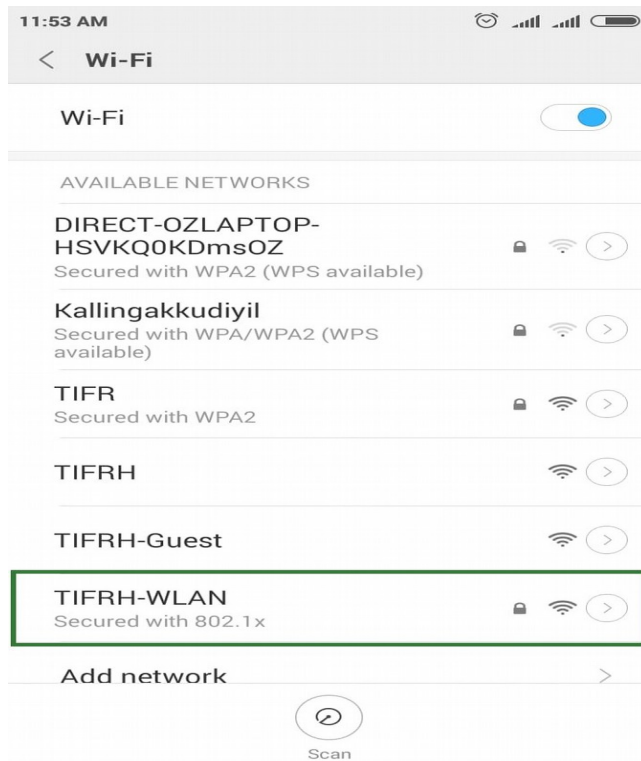 11:53 AM
Wi-Fi
Wi-Fi
AVAILABLE NETWORKS
DIRECT-OZLAPTOP-
HSVKQ0KDmsOZ
Secured with WPA2 (WPS available)
Kallingakkudiyil
Secured with WPA/WPA2 (WPS
available)
TIFR
Secured with WPA2
TIFRH
TIFRH-Guest
TIFRH-WLAN
Secured with 802.1x
Add network
Scan